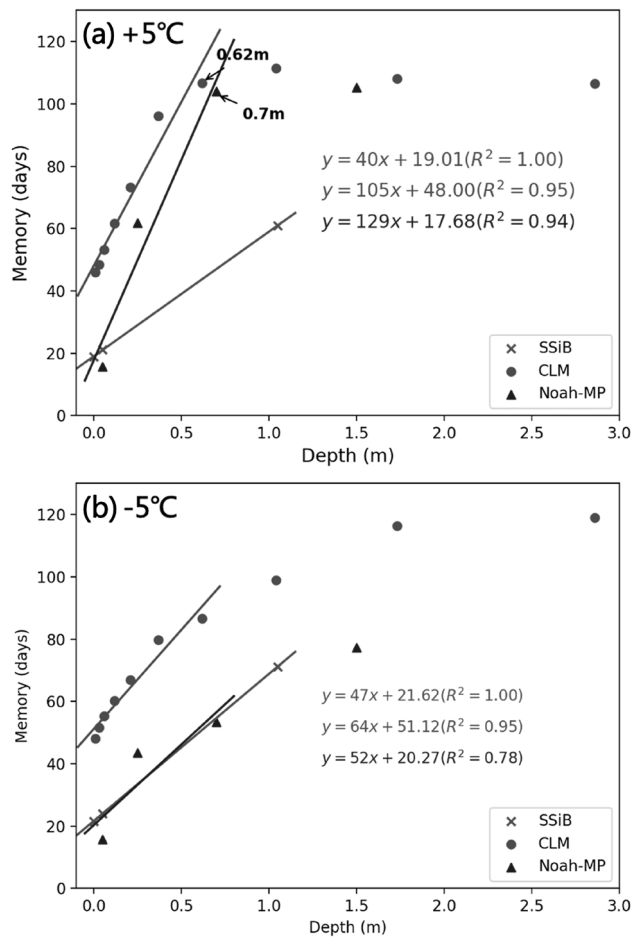 (a) +5℃
0.62m
0.7m
y = 40x + 19.01(R² = 1.00)
y = 105x + 48.00(R² = 0.95)
y = 129x + 17.68(R² = 0.94)
SSiB
CLM
Noah-MP
Memory (days)
0
20
40
60
80
100
120
0.0 0.5 1.0 1.5 2.0 2.5 3.0
Depth (m)
(b) -5℃
y = 47x + 21.62(R² = 1.00)
y = 64x + 51.12(R² = 0.95)
y = 52x + 20.27(R² = 0.78)
SSiB
CLM
Noah-MP
Memory (days)
0
20
40
60
80
100
120
0.0 0.5 1.0 1.5 2.0 2.5 3.0
Depth (m)